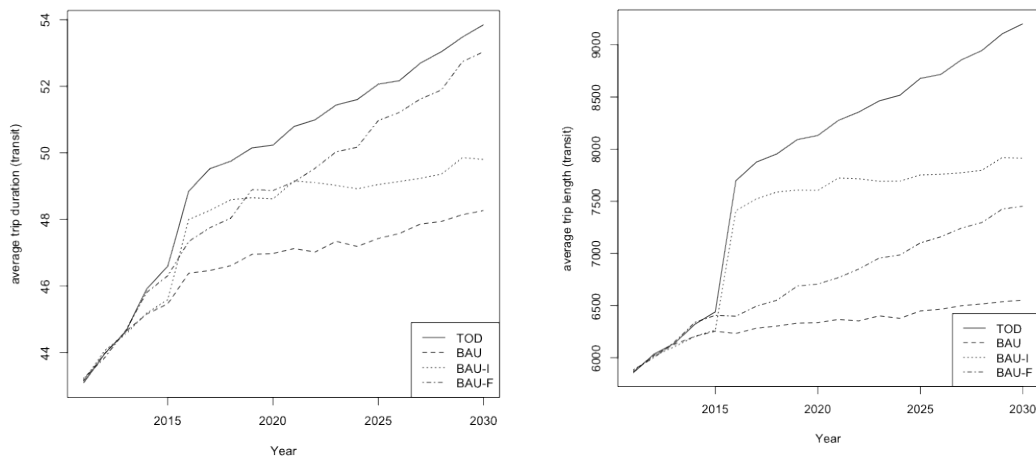 average trip duration (transit)
54
52
50
48
46
44
2015
2020
2025
2030
Year
TOD
BAU
BAU-I
BAU-F
average trip length (transit)
9000
8500
8000
7500
7000
6500
6000
2015
2020
2025
2030
Year
TOD
BAU
BAU-I
BAU-F